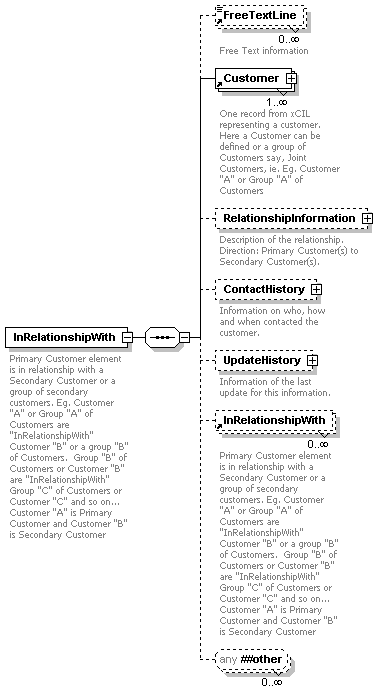 FreeTextLine
0..∞
Free Text information
Customer
1..∞
One record from xCIL
representing a customer.
Here a Customer can be
defined or a group of
Customers say, Joint
Customers, ie. Eg. Customer
"A" or Group "A" of
Customers
RelationshipInformation
Description of the relationship.
Direction: Primary Customer(s) to
Secondary Customer(s).
ContactHistory
Information on who, how
and when contacted the
customer.
InRelationshipWith
Primary Customer element
is in relationship with a
Secondary Customer or a
group of secondary
customers. Eg. Customer
"A" or Group "A" of
Customers are
"InRelationshipWith"
Customer "B" or a group "B"
of Customers.  Group "B" of
Customers or Customer "B"
are "InRelationshipWith"
Group "C" of Customers or
Customer "C" and so on...
Customer "A" is Primary
Customer and Customer "B"
is Secondary Customer
UpdateHistory
Information of the last
update for this information.
InRelationshipWith
0..∞
Primary Customer element
is in relationship with a
Secondary Customer or a
group of secondary
customers. Eg. Customer
"A" or Group "A" of
Customers are
"InRelationshipWith"
Customer "B" or a group "B"
of Customers.  Group "B" of
Customers or Customer "B"
are "InRelationshipWith"
Group "C" of Customers or
Customer "C" and so on...
Customer "A" is Primary
Customer and Customer "B"
is Secondary Customer
any ##other
0..∞